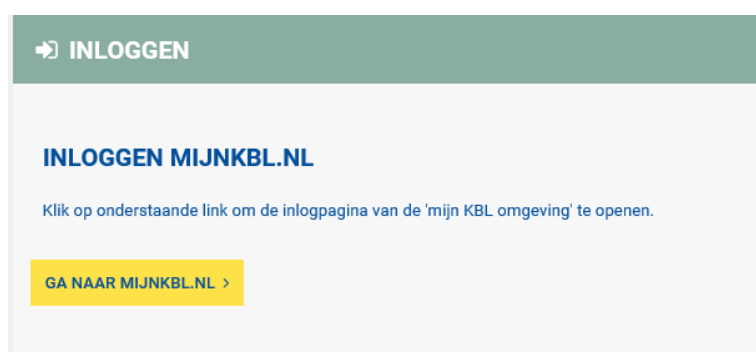 INLOGGEN
INLOGGEN MIJNKBL.NL
Klik op onderstaande link om de inlogpagina van de 'mijn KBL omgeving' te openen.
GA NAAR MIJNKBL.NL >